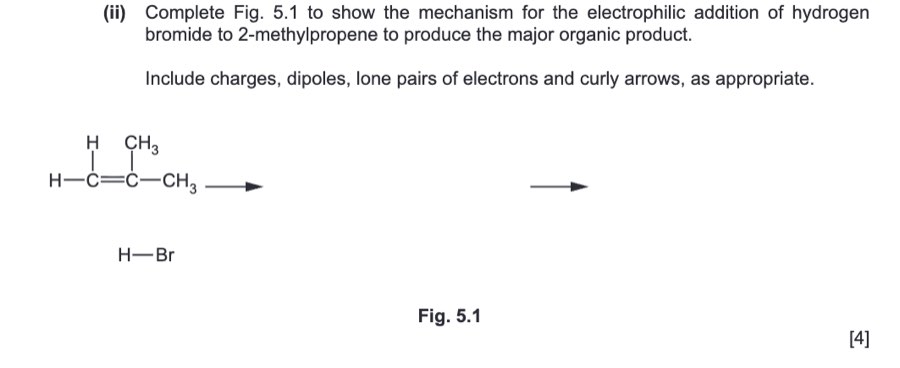 (ii) Complete Fig. 5.1 to show the mechanism for the electrophilic addition of hydrogen
bromide to 2-methylpropene to produce the major organic product.
Include charges, dipoles, lone pairs of electrons and curly arrows, as appropriate.
H CH₃
H—C=C—CH₃
H—Br
Fig. 5.1
[4]